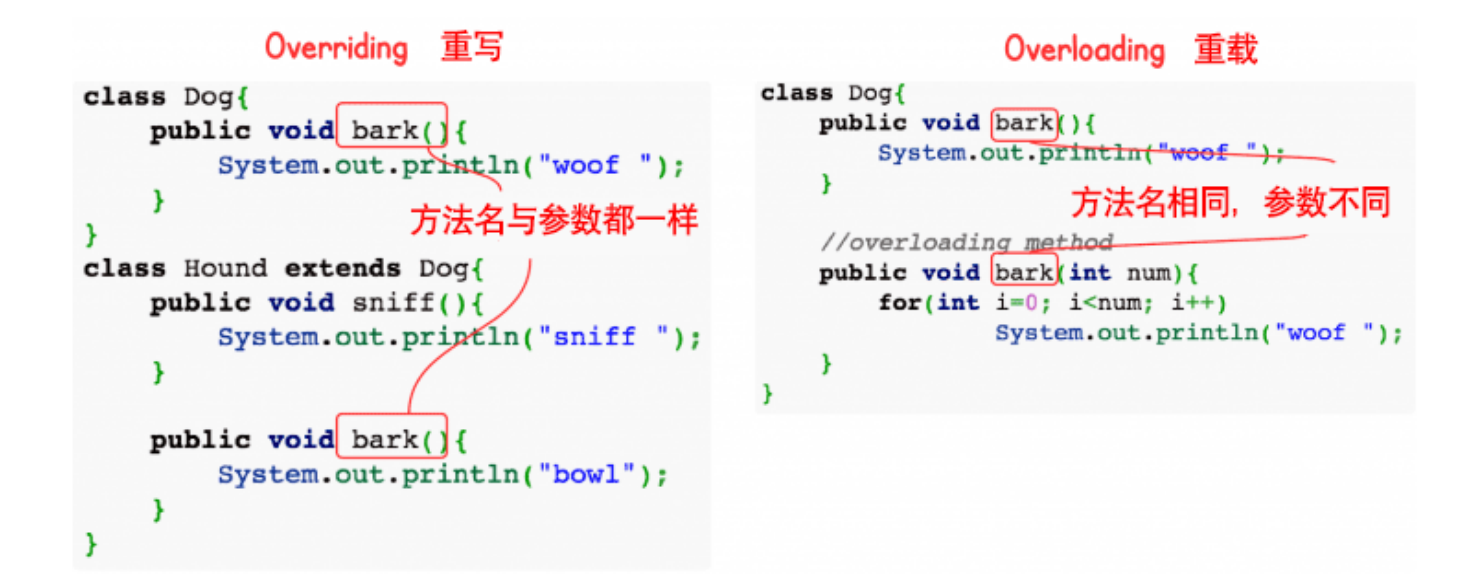 Overriding 重写
class Dog{
    public void bark(){
        System.out.println("woof ");
    }
}
方法名与参数都一样
class Hound extends Dog{
    public void sniff(){
        System.out.println("sniff ");
    }
    public void bark(){
        System.out.println("bowl");
    }
}
Overloading 重载
class Dog{
    public void bark(){
        System.out.println("woof ");
    }
方法名相同，参数不同
    //overloading method
    public void bark(int num){
        for(int i=0; i<num; i++)
            System.out.println("woof ");
    }
}